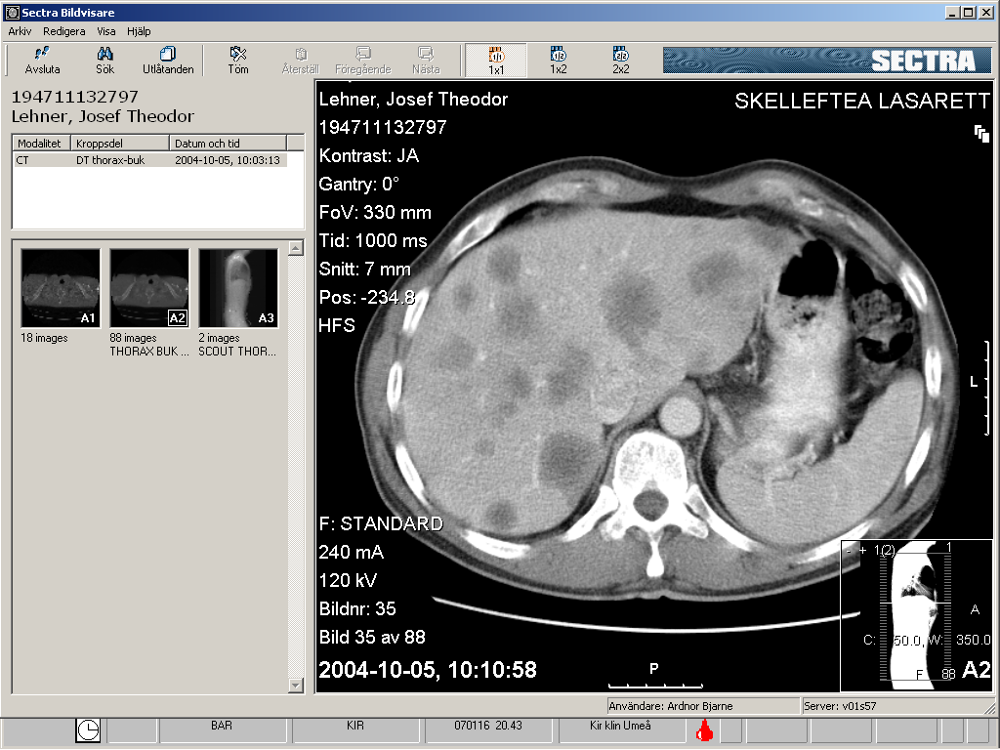 Sectra Bildvisare
Arkiv Redigera Visa Hjälp
Avsluta Sök Utlåtanden Töm Återställ Föregående Nästa 1x1 1x2 2x2
SECTRA
194711132797
Lehner, Josef Theodor
Modalitet Kroppsdel Datum och tid
CT DT thorax-buk 2004-10-05, 10:03:13
A1 A2 A3
18 images 88 images 2 images
THORAX BUK ... SCOUT THOR...
Lehner, Josef Theodor
SKELLEFTEA LASARETT
194711132797
Kontrast: JA
Gantry: 0°
FoV: 330 mm
Tid: 1000 ms
Snitt: 7 mm
Pos: -234.8
HFS
L
F: STANDARD
240 mA
120 kV
Bildnr: 35
Bild 35 av 88
2004-10-05, 10:10:58
P
- + 1(2) 1
A
C: 50.0, W: 350.0
F 88 A2
Användare: Ardnor Bjarne Server: v01s57
BAR KIR 070116 20.43 Kir klin Umeå